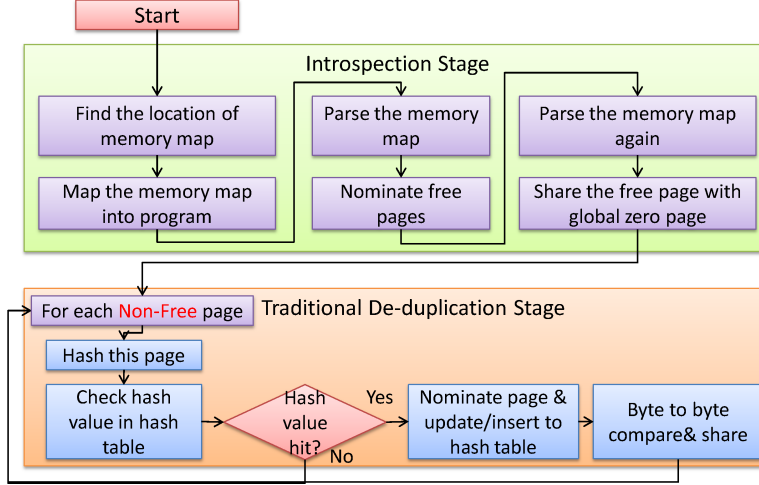 Start
Introspection Stage
Find the location of
memory map
Map the memory map
into program
Parse the memory
map
Nominate free
pages
Parse the memory map
again
Share the free page with
global zero page
Traditional De-duplication Stage
For each Non-Free page
Hash this page
Check hash
value in hash
table
Hash
value
hit?
Yes
No
Nominate page &
update/insert to
hash table
Byte to byte
compare& share